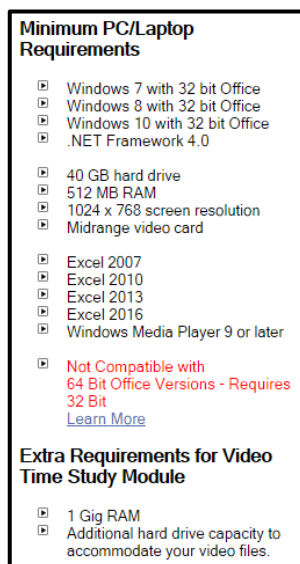 Minimum PC/Laptop
Requirements
Windows 7 with 32 bit Office
Windows 8 with 32 bit Office
Windows 10 with 32 bit Office
.NET Framework 4.0
40 GB hard drive
512 MB RAM
1024 x 768 screen resolution
Midrange video card
Excel 2007
Excel 2010
Excel 2013
Excel 2016
Windows Media Player 9 or later
Not Compatible with
64 Bit Office Versions - Requires
32 Bit
Learn More
Extra Requirements for Video
Time Study Module
1 Gig RAM
Additional hard drive capacity to
accommodate your video files.